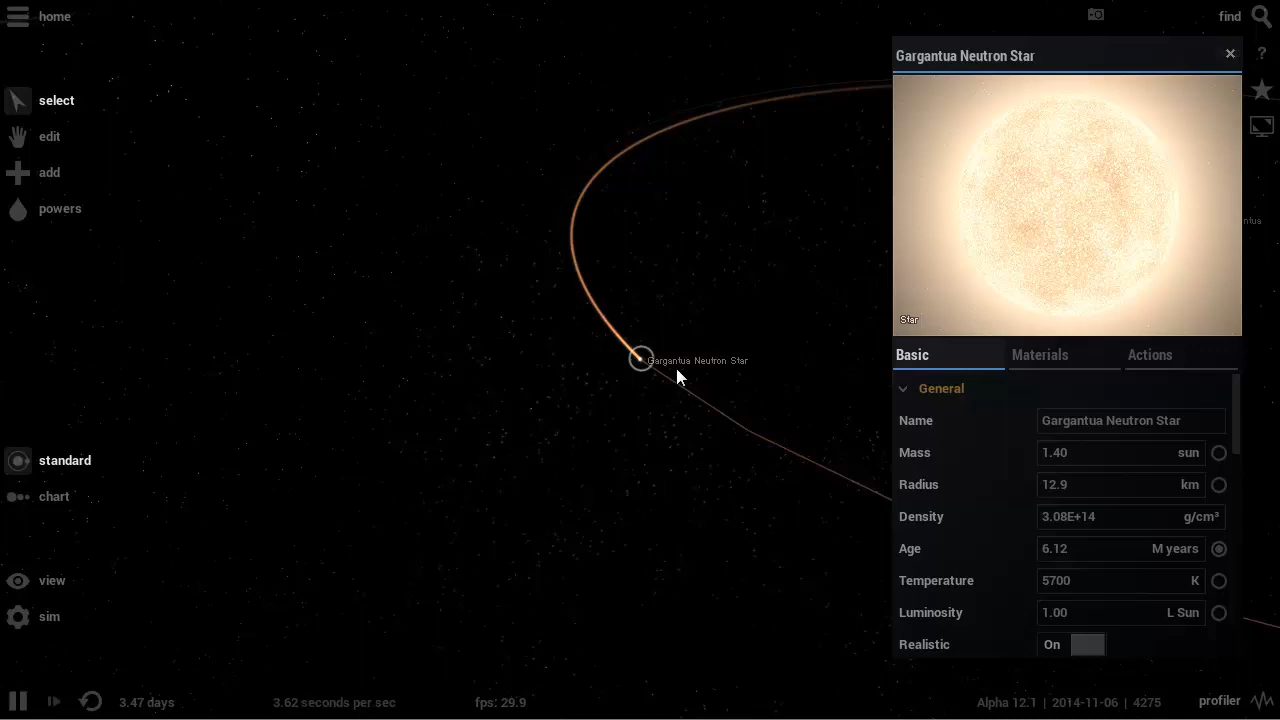 home
find
Gargantua Neutron Star
select
edit
add
powers
Star
Gargantua Neutron Star
Basic Materials Actions
General
Name Gargantua Neutron Star
Mass 1.40 sun
Radius 12.9 km
Density 3.08E+14 g/cm³
Age 6.12 M years
Temperature 5700 K
Luminosity 1.00 L Sun
Realistic On
standard
chart
view
sim
3.47 days 3.62 seconds per sec fps: 29.9 Alpha 12.1 | 2014-11-06 | 4275 profiler